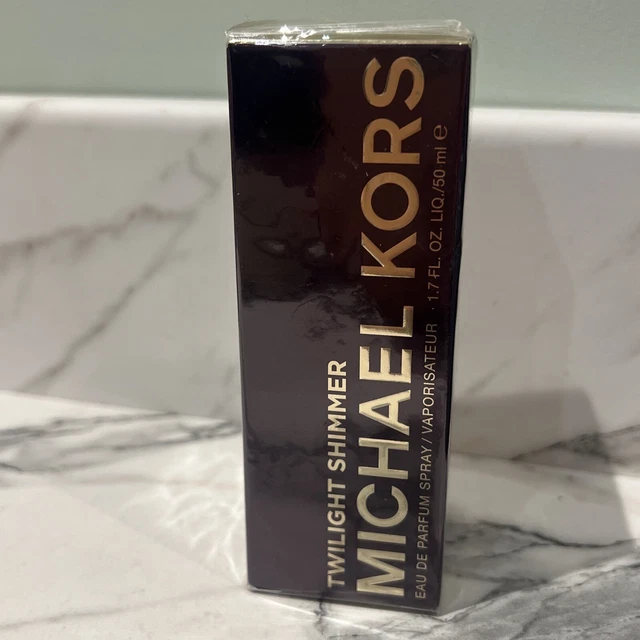 TWILIGHT SHIMMER
MICHAEL KORS
EAU DE PARFUM SPRAY/VAPORISATEUR · 1.7 FL. OZ. LIQ./50 ml ℮